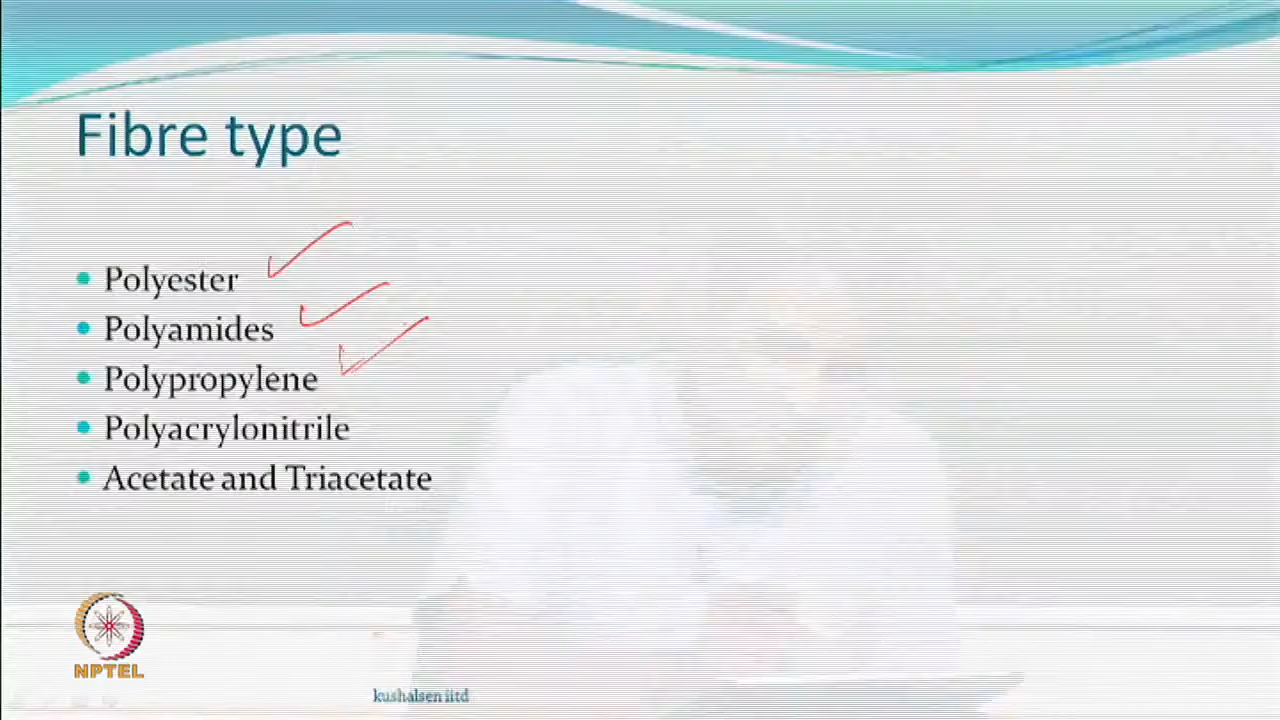 Fibre type
Polyester
Polyamides
Polypropylene
Polyacrylonitrile
Acetate and Triacetate
NPTEL
kushalsen iitd